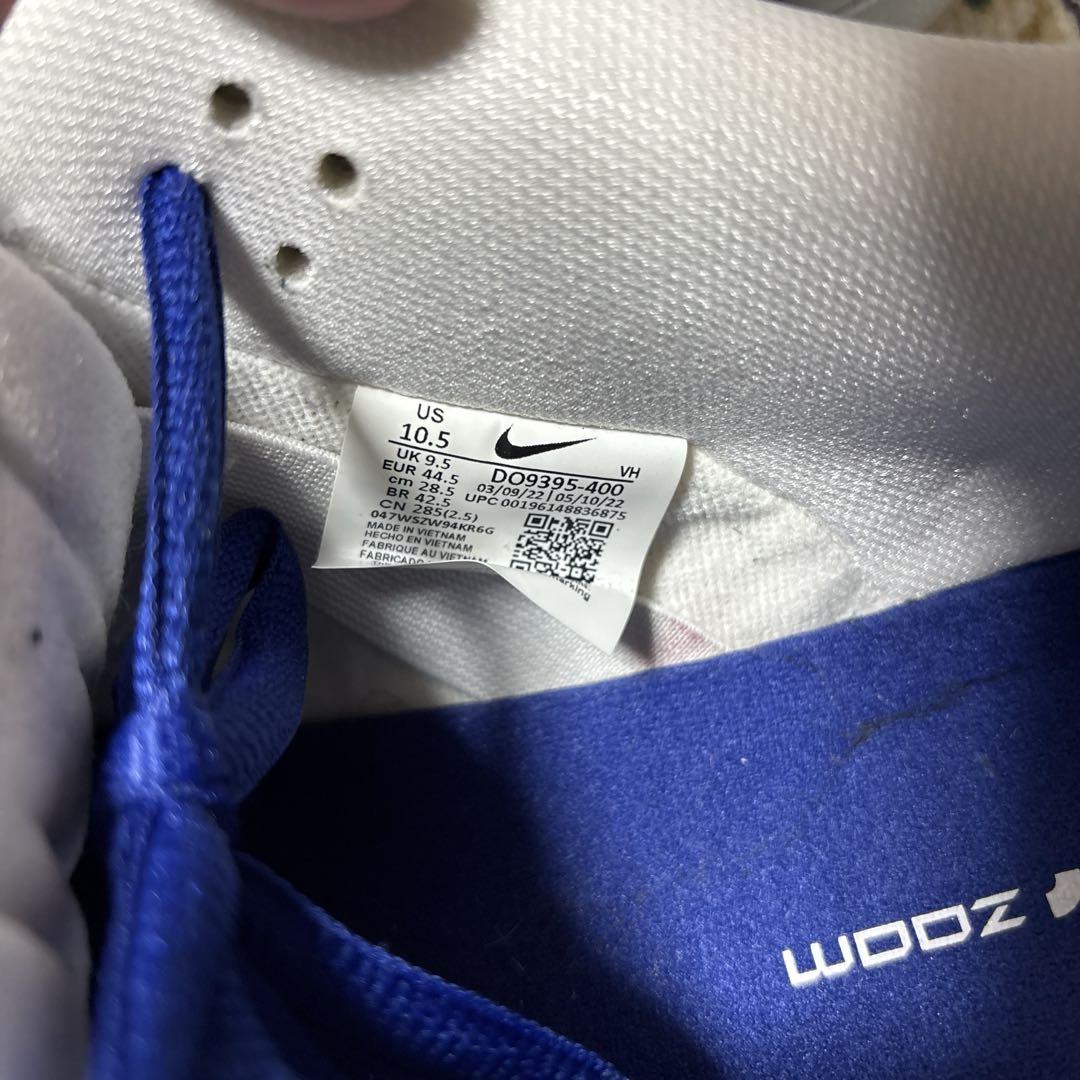 US
10.5
UK 9.5
EUR 44.5
cm 28.5
BR 42.5
CN 285(2.5)
047WSZW94KR6G
MADE IN VIETNAM
HECHO EN VIETNAM
FABRIQUE AU VIETNAM
FABRICADO
VH
DO9395-400
03/09/22 | 05/10/22
UPC 00196148836875
ZOOM